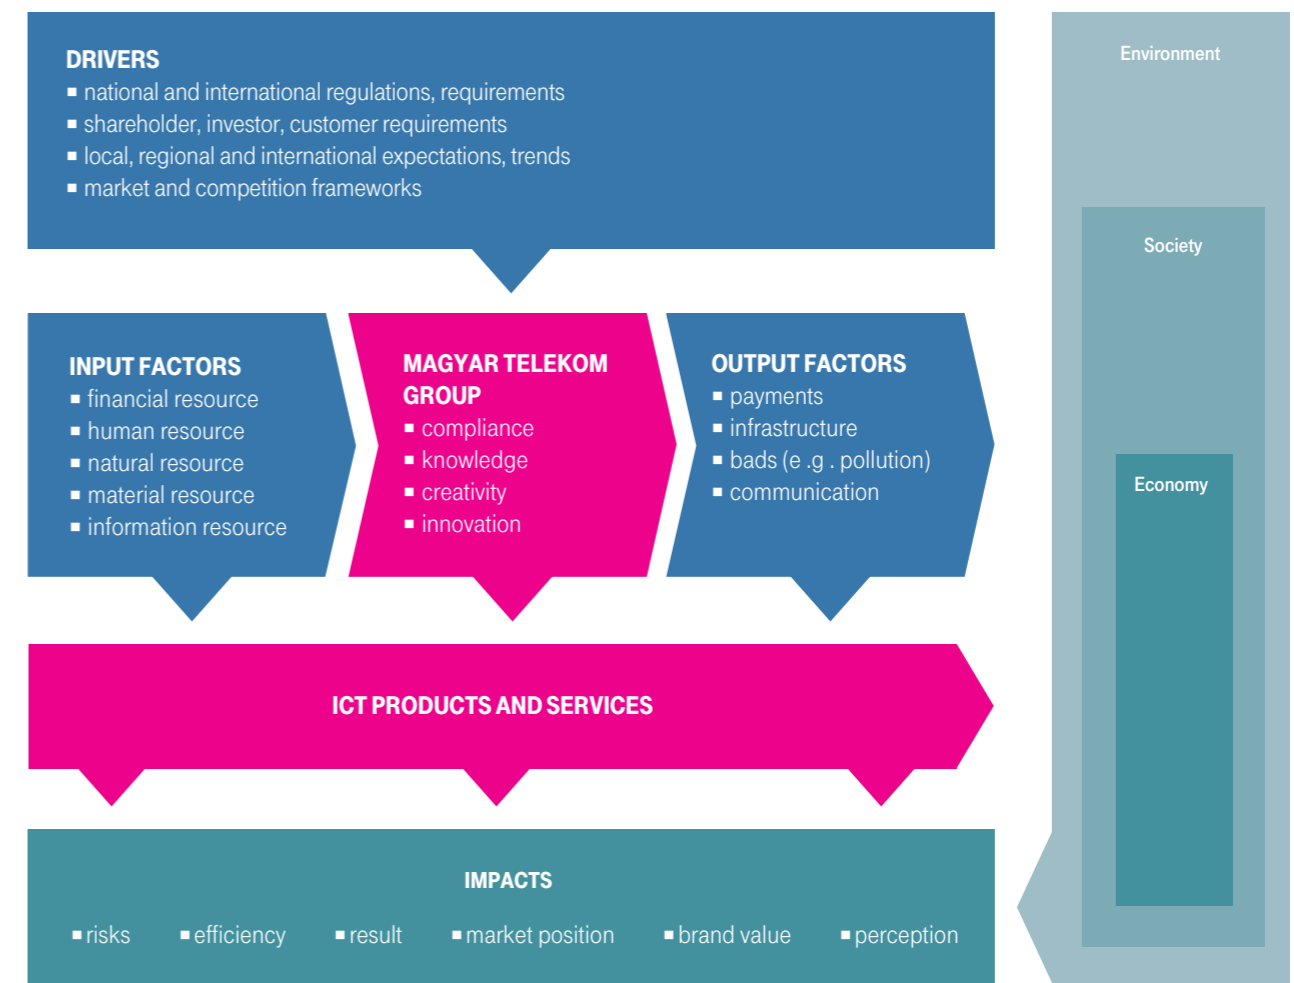 DRIVERS
▪ national and international regulations, requirements
▪ shareholder, investor, customer requirements
▪ local, regional and international expectations, trends
▪ market and competition frameworks
INPUT FACTORS
▪ financial resource
▪ human resource
▪ natural resource
▪ material resource
▪ information resource
MAGYAR TELEKOM
GROUP
▪ compliance
▪ knowledge
▪ creativity
▪ innovation
OUTPUT FACTORS
▪ payments
▪ infrastructure
▪ bads (e .g . pollution)
▪ communication
ICT PRODUCTS AND SERVICES
IMPACTS
▪ risks ▪ efficiency ▪ result ▪ market position ▪ brand value ▪ perception
Environment
Society
Economy